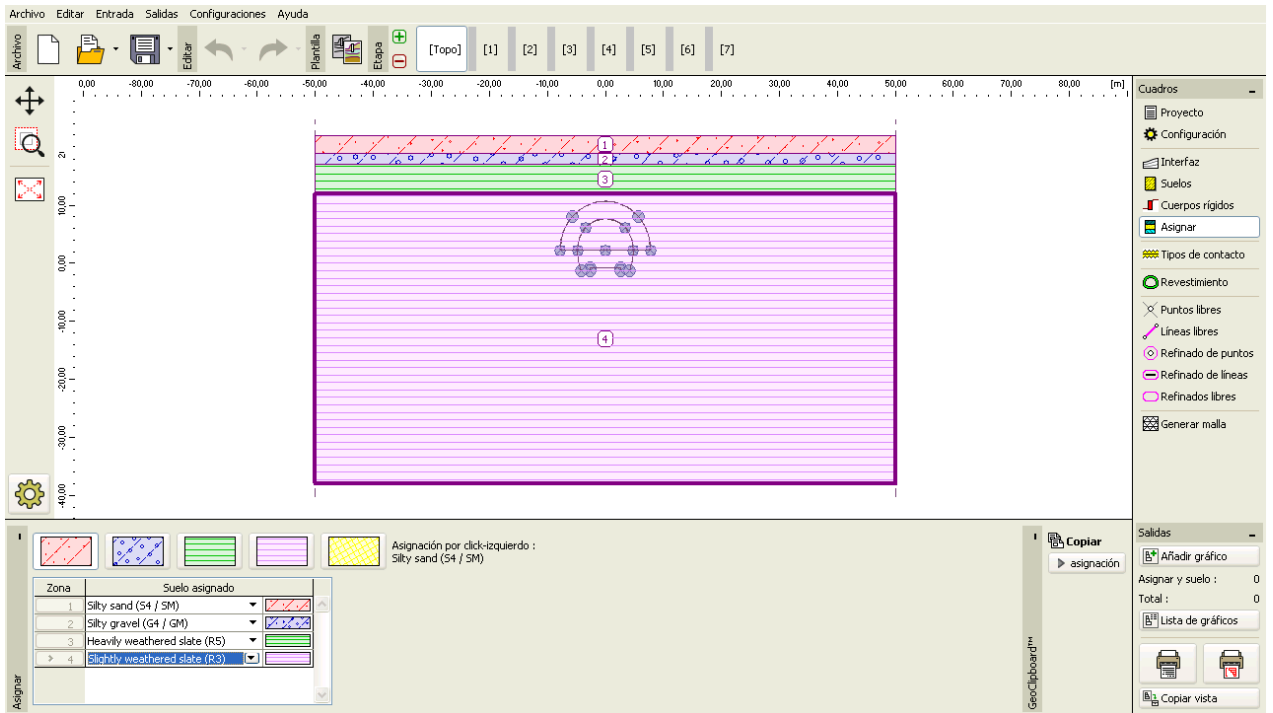 Archivo Editar Entrada Salidas Configuraciones Ayuda
Archivo
Editar
Plantilla
Etapa
[Topo] [1] [2] [3] [4] [5] [6] [7]
0,00 -80,00 -70,00 -60,00 -50,00 -40,00 -30,00 -20,00 -10,00 0,00 10,00 20,00 30,00 40,00 50,00 60,00 70,00 80,00 [m]
10,00
0,00
-10,00
-20,00
-30,00
-40,00
1
2
3
4
Cuadros
Proyecto
Configuración
Interfaz
Suelos
Cuerpos rígidos
Asignar
Tipos de contacto
Revestimiento
Puntos libres
Líneas libres
Refinado de puntos
Refinado de líneas
Refinados libres
Generar malla
Asignar
Asignación por click-izquierdo :
Silty sand (S4 / SM)
Zona Suelo asignado
1 Silty sand (S4 / SM)
2 Silty gravel (G4 / GM)
3 Heavily weathered slate (R5)
4 Slightly weathered slate (R3)
GeoClipboard™
Copiar
asignación
Salidas
Añadir gráfico
Asignar y suelo : 0
Total : 0
Lista de gráficos
Copiar vista